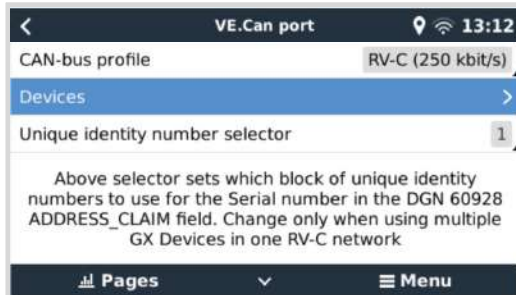 VE.Can port 13:12
CAN-bus profile RV-C (250 kbit/s)
Devices
Unique identity number selector 1
Above selector sets which block of unique identity
numbers to use for the Serial number in the DGN 60928
ADDRESS_CLAIM field. Change only when using multiple
GX Devices in one RV-C network
Pages Menu